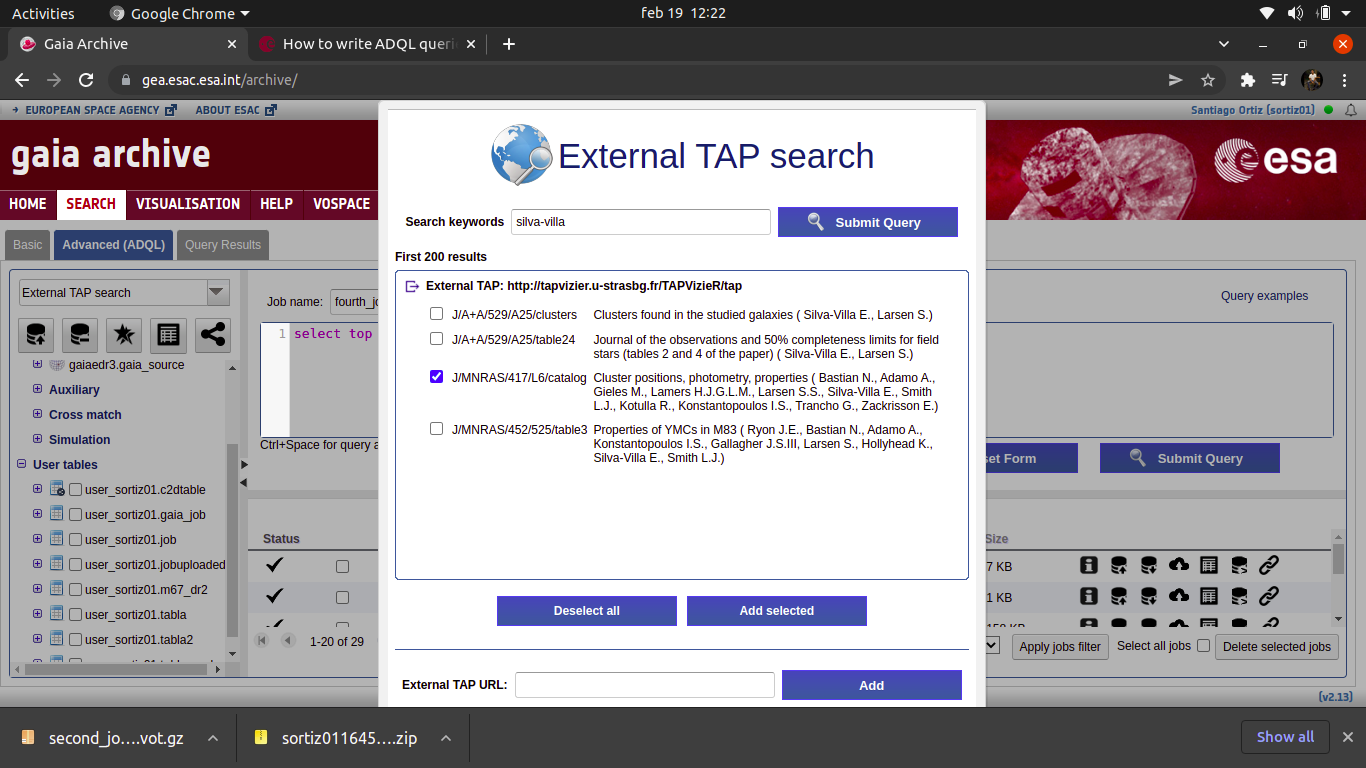 Activities
Google Chrome
feb 19 12:22
Gaia Archive
How to write ADQL queri
gea.esac.esa.int/archive/
EUROPEAN SPACE AGENCY
ABOUT ESAC
Santiago Ortiz (sortiz01)
gaia archive
esa
HOME
SEARCH
VISUALISATION
HELP
VOSPACE
Basic
Advanced (ADQL)
Query Results
External TAP search
Job name:
fourth_jo
Query examples
1 select top
gaiaedr3.gaia_source
Auxiliary
Cross match
Simulation
User tables
user_sortiz01.c2dtable
user_sortiz01.gaia_job
user_sortiz01.job
user_sortiz01.jobuploaded
user_sortiz01.m67_dr2
user_sortiz01.tabla
user_sortiz01.tabla2
Ctrl+Space for query a
set Form
Submit Query
Status
Size
7 KB
1 KB
1-20 of 29
Apply jobs filter
Select all jobs
Delete selected jobs
(v2.13)
External TAP search
Search keywords
silva-villa
Submit Query
First 200 results
External TAP: http://tapvizier.u-strasbg.fr/TAPVizieR/tap
J/A+A/529/A25/clusters
Clusters found in the studied galaxies ( Silva-Villa E., Larsen S.)
J/A+A/529/A25/table24
Journal of the observations and 50% completeness limits for field
stars (tables 2 and 4 of the paper) ( Silva-Villa E., Larsen S.)
J/MNRAS/417/L6/catalog
Cluster positions, photometry, properties ( Bastian N., Adamo A.,
Gieles M., Lamers H.J.G.L.M., Larsen S.S., Silva-Villa E., Smith
L.J., Kotulla R., Konstantopoulos I.S., Trancho G., Zackrisson E.)
J/MNRAS/452/525/table3
Properties of YMCs in M83 ( Ryon J.E., Bastian N., Adamo A.,
Konstantopoulos I.S., Gallagher J.S.III, Larsen S., Hollyhead K.,
Silva-Villa E., Smith L.J.)
Deselect all
Add selected
External TAP URL:
Add
second_jo….vot.gz
sortiz011645….zip
Show all